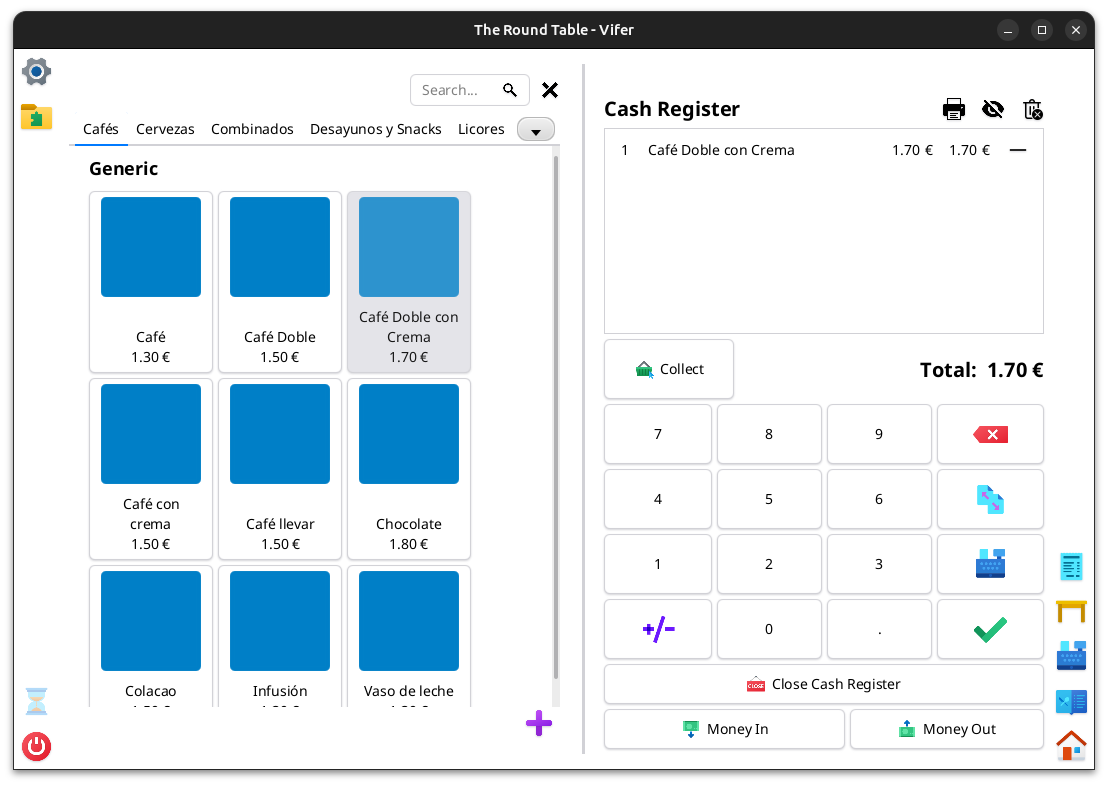 The Round Table - Vifer
Search...
Cafés Cervezas Combinados Desayunos y Snacks Licores
Generic
Café
1.30 €
Café Doble
1.50 €
Café Doble con
Crema
1.70 €
Café con
crema
1.50 €
Café llevar
1.50 €
Chocolate
1.80 €
Colacao
Infusión
Vaso de leche
Cash Register
1 Café Doble con Crema 1.70 € 1.70 €
Collect
Total: 1.70 €
7 8 9
4 5 6
1 2 3
+/- 0 .
CLOSE Close Cash Register
Money In Money Out